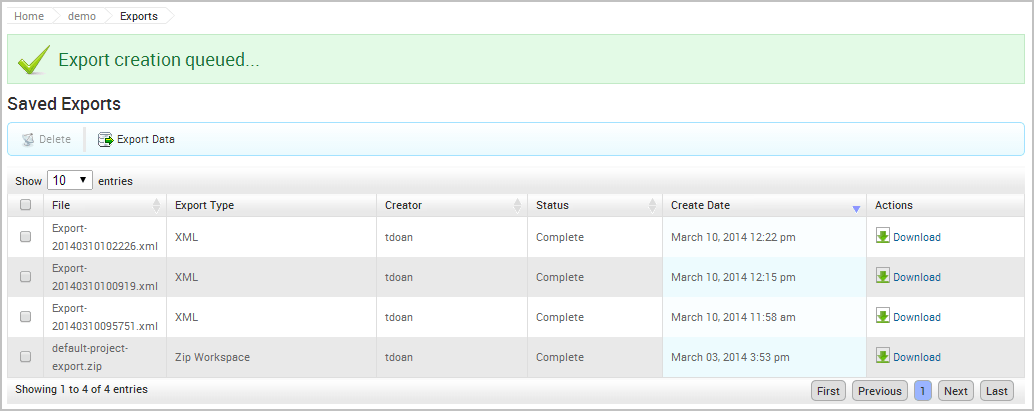 Home demo Exports
Export creation queued...
Saved Exports
Delete Export Data
Show 10 entries
File Export Type Creator Status Create Date Actions
Export-
20140310102226.xml XML tdoan Complete March 10, 2014 12:22 pm Download
Export-
20140310100919.xml XML tdoan Complete March 10, 2014 12:15 pm Download
Export-
20140310095751.xml XML tdoan Complete March 10, 2014 11:58 am Download
default-project-
export.zip Zip Workspace tdoan Complete March 03, 2014 3:53 pm Download
Showing 1 to 4 of 4 entries First Previous 1 Next Last